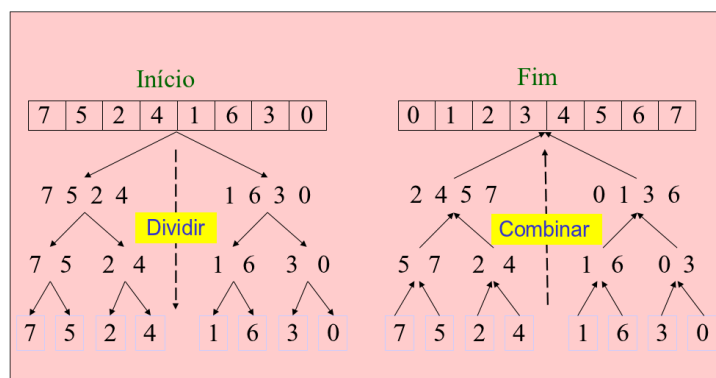 Início
7 5 2 4 1 6 3 0
7 5 2 4
1 6 3 0
Dividir
7 5
2 4
1 6
3 0
7 5 2 4 1 6 3 0
Fim
0 1 2 3 4 5 6 7
2 4 5 7
0 1 3 6
Combinar
5 7
2 4
1 6
0 3
7 5 2 4 1 6 3 0